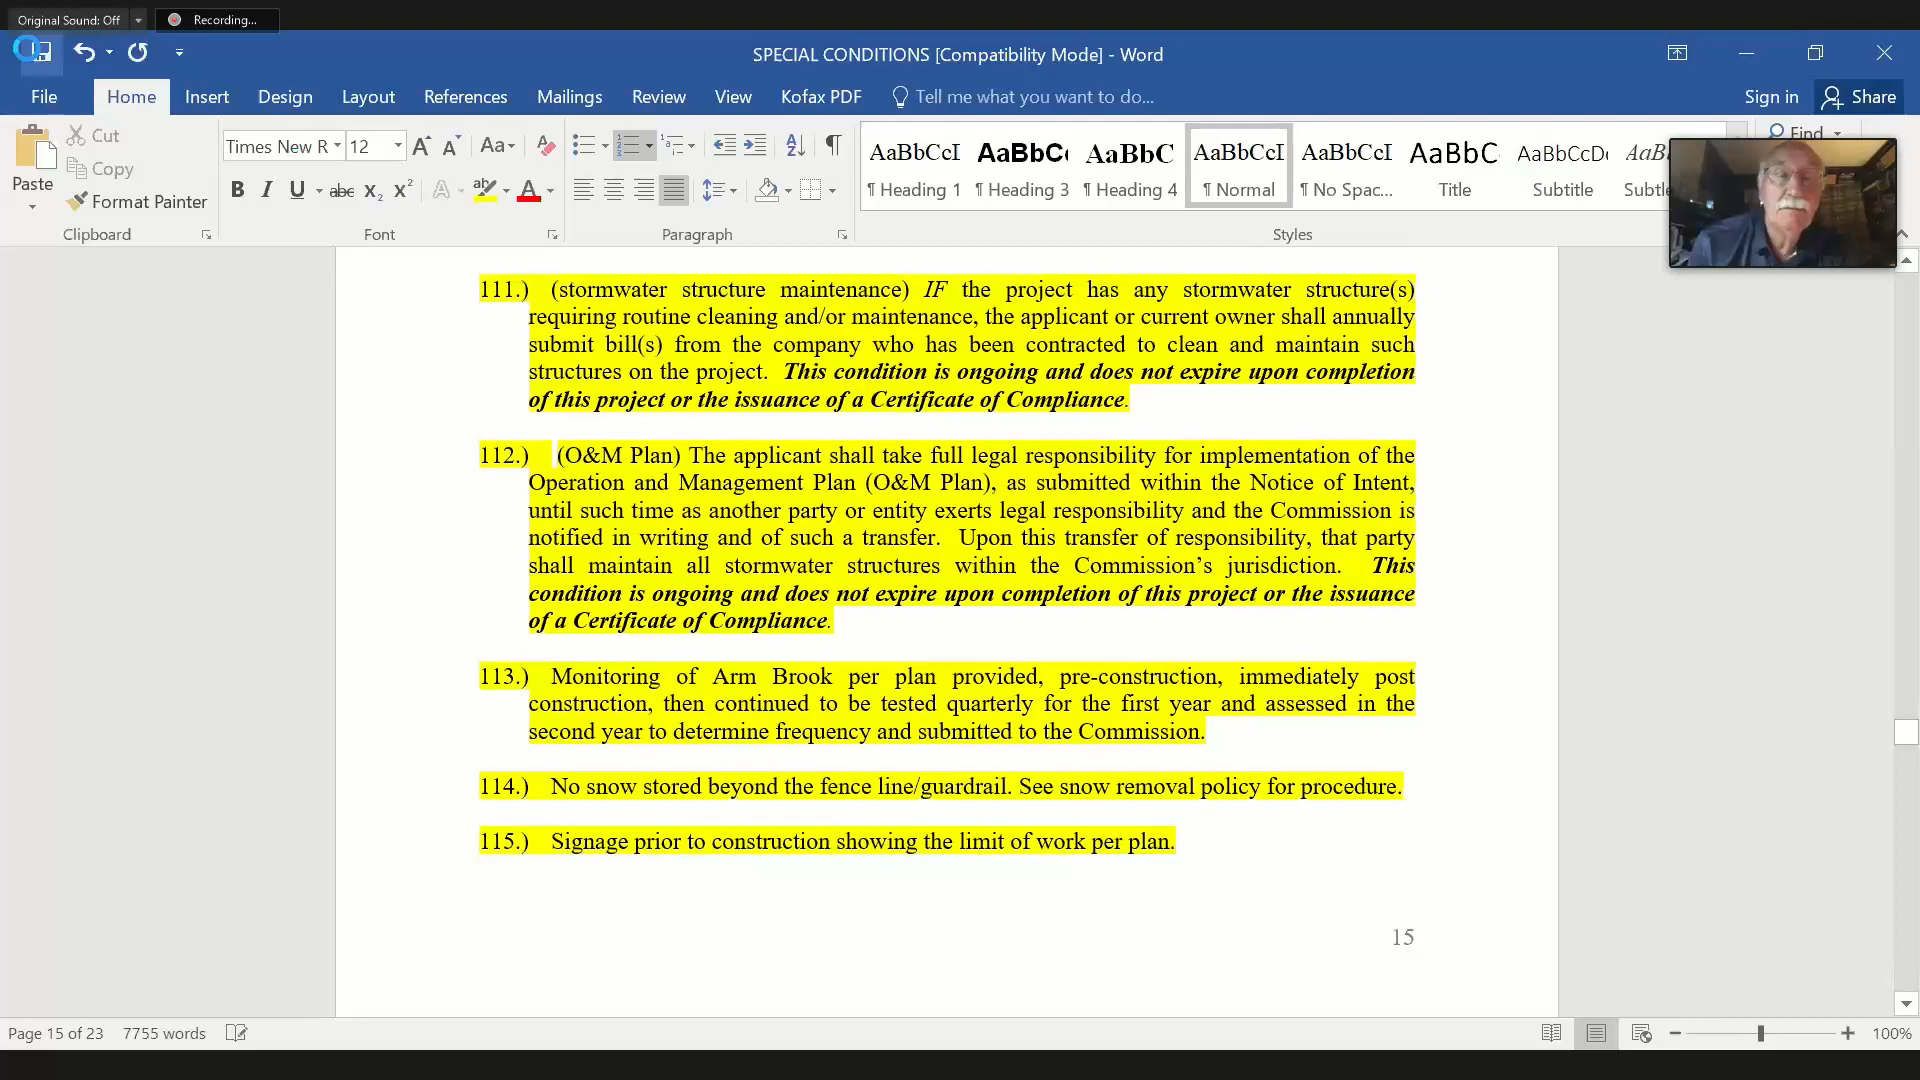 Original Sound: Off
Recording...
SPECIAL CONDITIONS [Compatibility Mode] - Word
File Home Insert Design Layout References Mailings Review View Kofax PDF Tell me what you want to do... Sign in Share
Paste
Cut
Copy
Format Painter
Clipboard
Times New R 12
Font
Paragraph
AaBbCcI AaBbCc AaBbC AaBbCcI AaBbCcI AaBbC AaBbCcDc AaB
¶ Heading 1 ¶ Heading 3 ¶ Heading 4 ¶ Normal ¶ No Spac... Title Subtitle Subtl
Styles
Find
111.) (stormwater structure maintenance) IF the project has any stormwater structure(s)
requiring routine cleaning and/or maintenance, the applicant or current owner shall annually
submit bill(s) from the company who has been contracted to clean and maintain such
structures on the project. This condition is ongoing and does not expire upon completion
of this project or the issuance of a Certificate of Compliance.
112.) (O&M Plan) The applicant shall take full legal responsibility for implementation of the
Operation and Management Plan (O&M Plan), as submitted within the Notice of Intent,
until such time as another party or entity exerts legal responsibility and the Commission is
notified in writing and of such a transfer. Upon this transfer of responsibility, that party
shall maintain all stormwater structures within the Commission’s jurisdiction. This
condition is ongoing and does not expire upon completion of this project or the issuance
of a Certificate of Compliance.
113.) Monitoring of Arm Brook per plan provided, pre-construction, immediately post
construction, then continued to be tested quarterly for the first year and assessed in the
second year to determine frequency and submitted to the Commission.
114.) No snow stored beyond the fence line/guardrail. See snow removal policy for procedure.
115.) Signage prior to construction showing the limit of work per plan.
15
Page 15 of 23 7755 words
100%